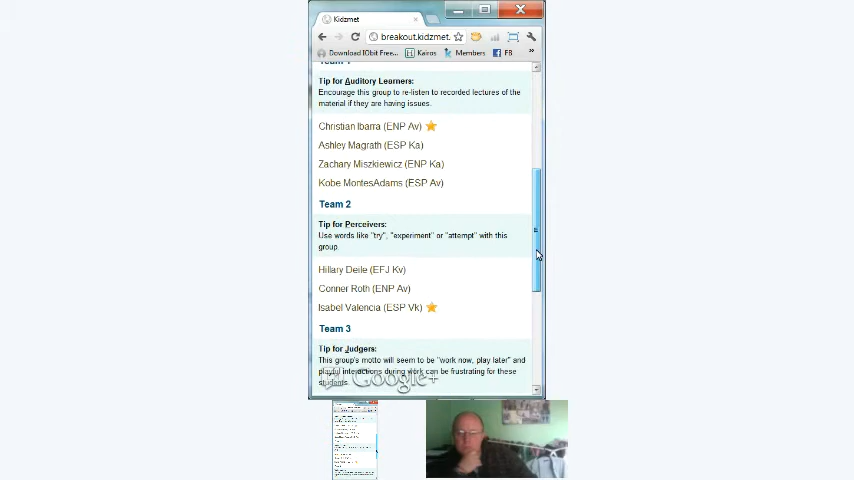 Kidzmet
breakout.kidzmet.
Download IObit Free... Kairos Members FB »
Team 1
Tip for Auditory Learners:
Encourage this group to re-listen to recorded lectures of the
material if they are having issues.
Christian Ibarra (ENP Av)
Ashley Magrath (ESP Ka)
Zachary Miszkiewicz (ENP Ka)
Kobe MontesAdams (ESP Av)
Team 2
Tip for Perceivers:
Use words like "try", "experiment" or "attempt" with this
group.
Hillary Deile (EFJ Kv)
Conner Roth (ENP Av)
Isabel Valencia (ESP Vk)
Team 3
Tip for Judgers:
This group's motto will seem to be "work now, play later" and
playful interactions during work can be frustrating for these
students.
Google+